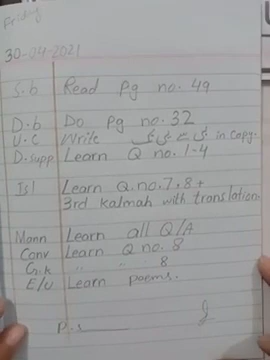 Friday
30-04-2021
S.b Read pg no. 49
D.b Do pg no. 32
U.C Write ی ے ئ ی in copy.
D.supp Learn Q no. 1-4
Isl Learn Q.no.7,8 +
3rd kalmah with translation.
Mann Learn all Q/A
Conv Learn Q no. 8
G.k " " " 8
E/U Learn poems.
P.s